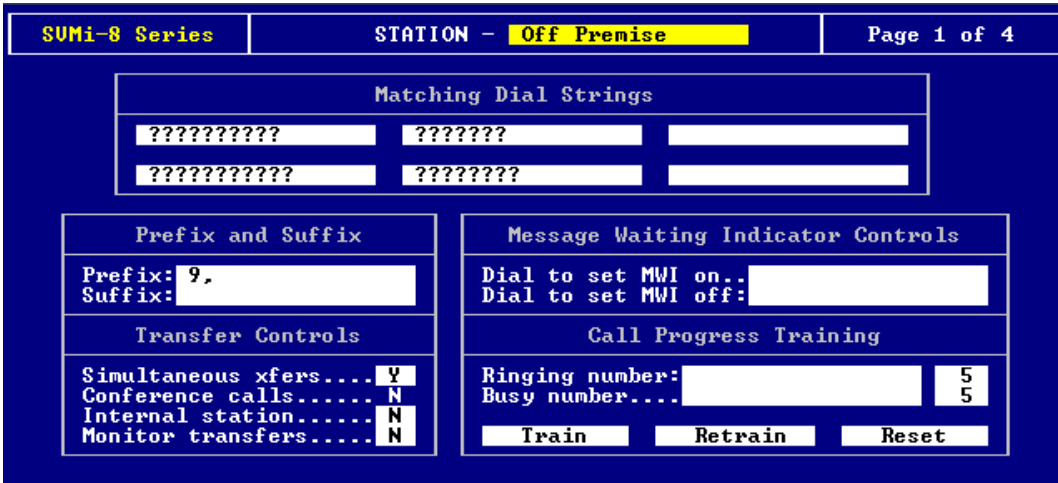 SVMi-8 Series STATION - Off Premise Page 1 of 4
Matching Dial Strings
?????????? ???????
??????????? ????????
Prefix and Suffix
Prefix: 9,
Suffix:
Transfer Controls
Simultaneous xfers.... Y
Conference calls...... N
Internal station...... N
Monitor transfers..... N
Message Waiting Indicator Controls
Dial to set MWI on..
Dial to set MWI off:
Call Progress Training
Ringing number: 5
Busy number.... 5
Train Retrain Reset